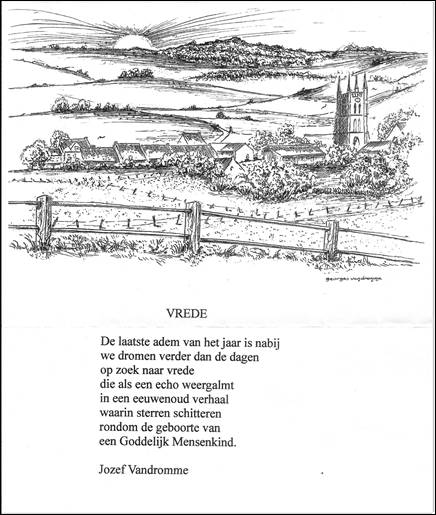 VREDE
De laatste adem van het jaar is nabij
we dromen verder dan de dagen
op zoek naar vrede
die als een echo weergalmt
in een eeuwenoud verhaal
waarin sterren schitteren
rondom de geboorte van
een Goddelijk Mensenkind.
Jozef Vandromme